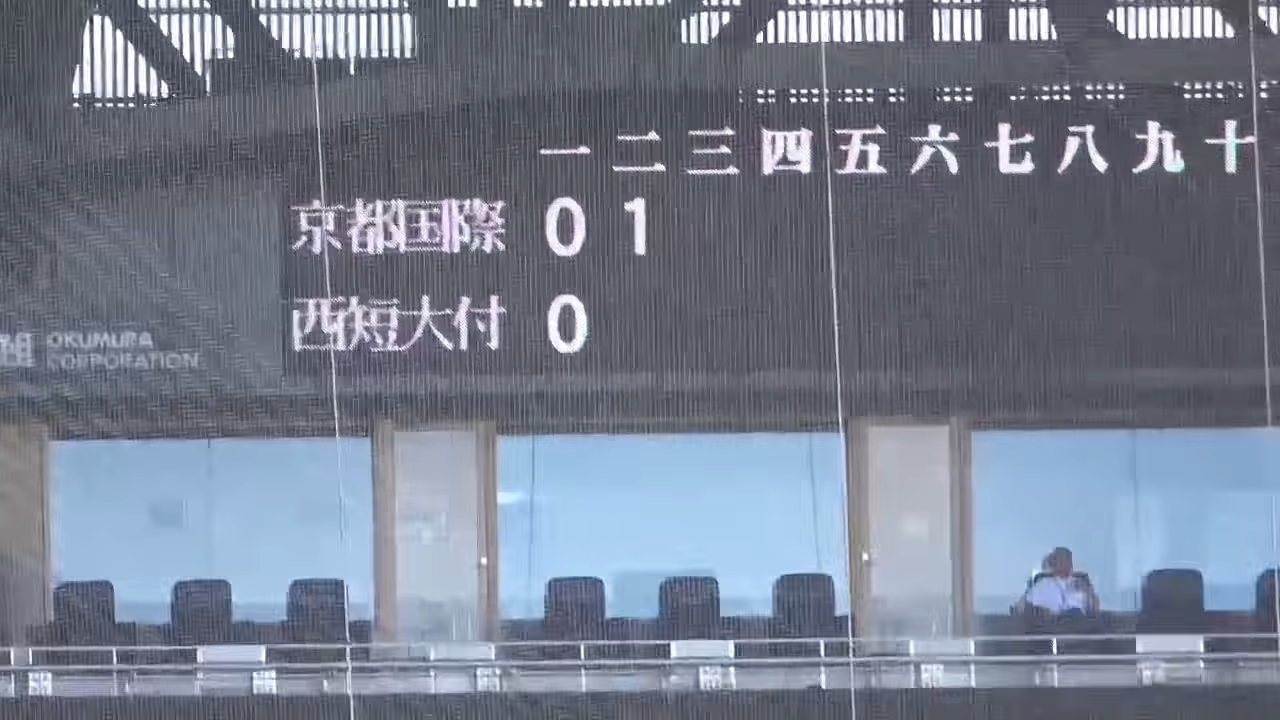 一 二 三 四 五 六 七 八 九 十
京都国際 0 1
西短大付 0
OKUMURA
CORPORATION